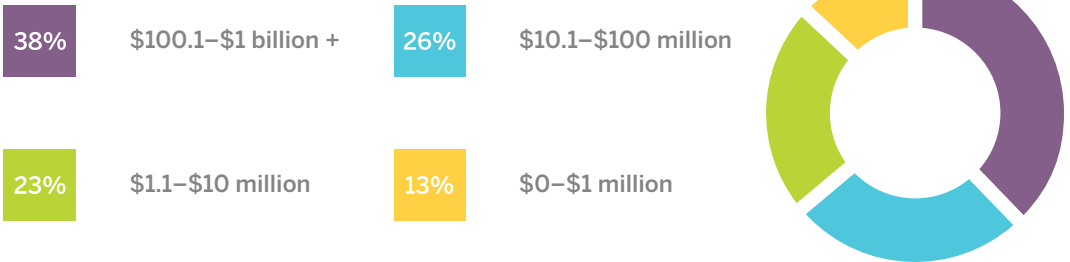 38% $100.1–$1 billion + 26% $10.1–$100 million
23% $1.1–$10 million 13% $0–$1 million